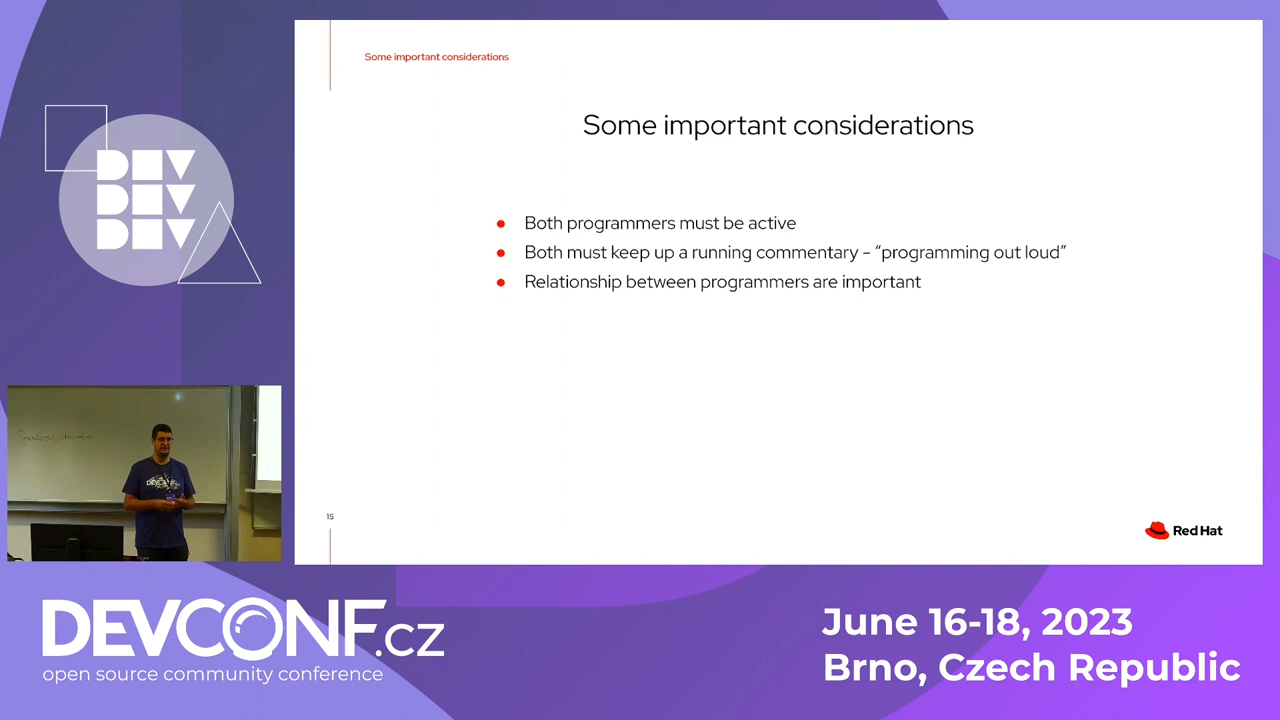 Some important considerations
Some important considerations
DEV
DEV
DEV
● Both programmers must be active
● Both must keep up a running commentary - “programming out loud”
● Relationship between programmers are important
15
Red Hat
DEVCONF.cz
open source community conference
June 16-18, 2023
Brno, Czech Republic